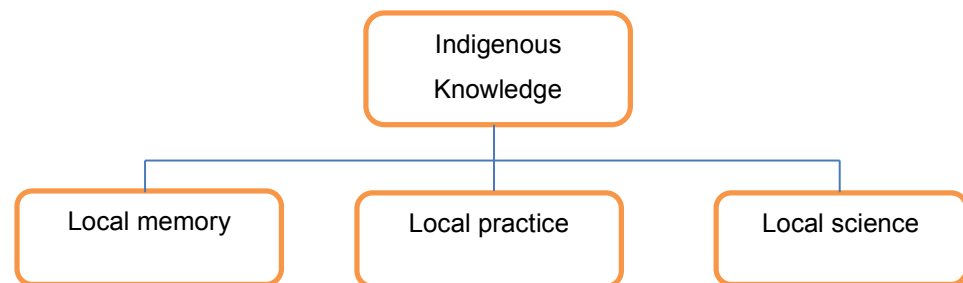 Indigenous
Knowledge
Local memory
Local practice
Local science